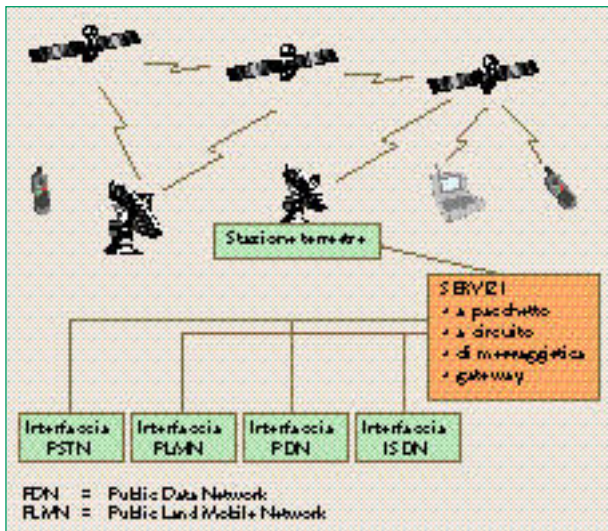 Stazione terrestre
SERVIZI
• a pacchetto
• a circuito
• di messaggistica
• gateway
Interfaccia PSTN
Interfaccia PLMN
Interfaccia PDN
Interfaccia ISDN
PDN = Public Data Network
PLMN = Public Land Mobile Network